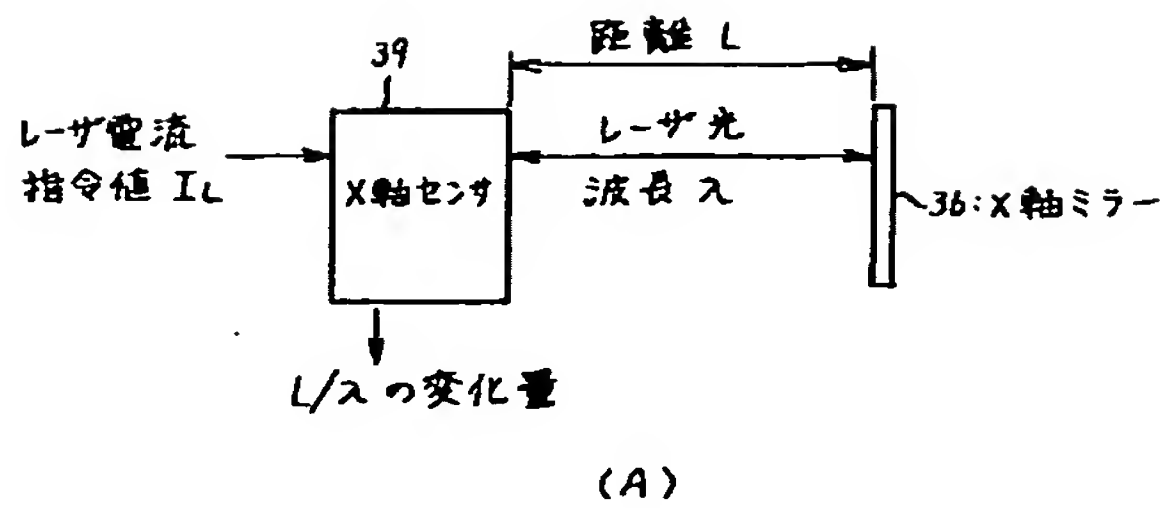 距離 L
39
レーザ電流
指令値 IL
レーザ光
X軸センサ
波長 λ
36:X軸ミラー
L/λの変化量
(A)